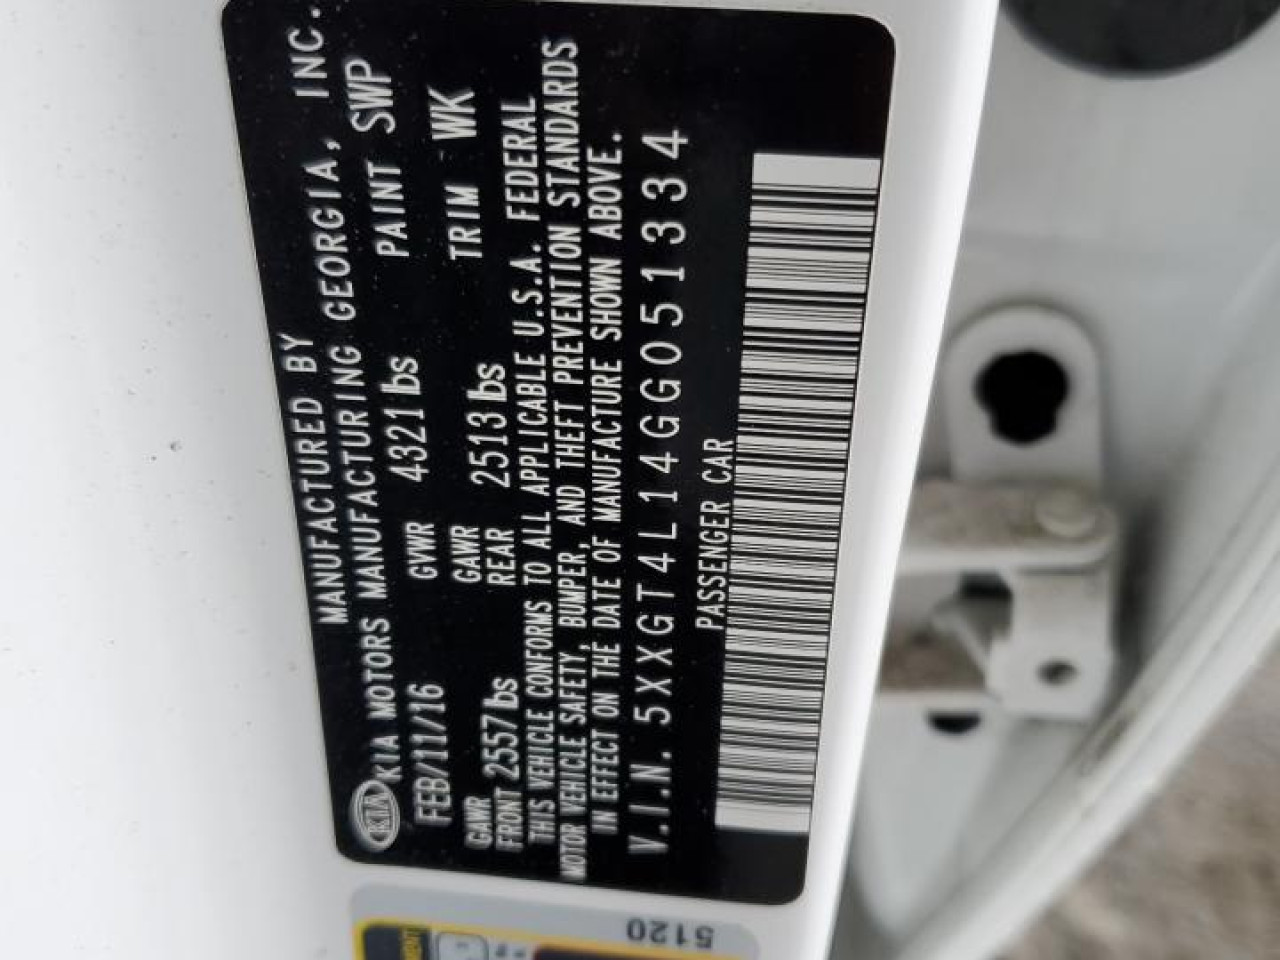 MANUFACTURED BY
KIA KIA MOTORS MANUFACTURING GEORGIA, INC.
FEB/11/16 GVWR 4321lbs PAINT SWP
GAWR FRONT 2557lbs GAWR REAR 2513lbs TRIM WK
THIS VEHICLE CONFORMS TO ALL APPLICABLE U.S.A. FEDERAL
MOTOR VEHICLE SAFETY, BUMPER, AND THEFT PREVENTION STANDARDS
IN EFFECT ON THE DATE OF MANUFACTURE SHOWN ABOVE.
V.I.N. 5XXGT4L14GG051334
PASSENGER CAR
5120